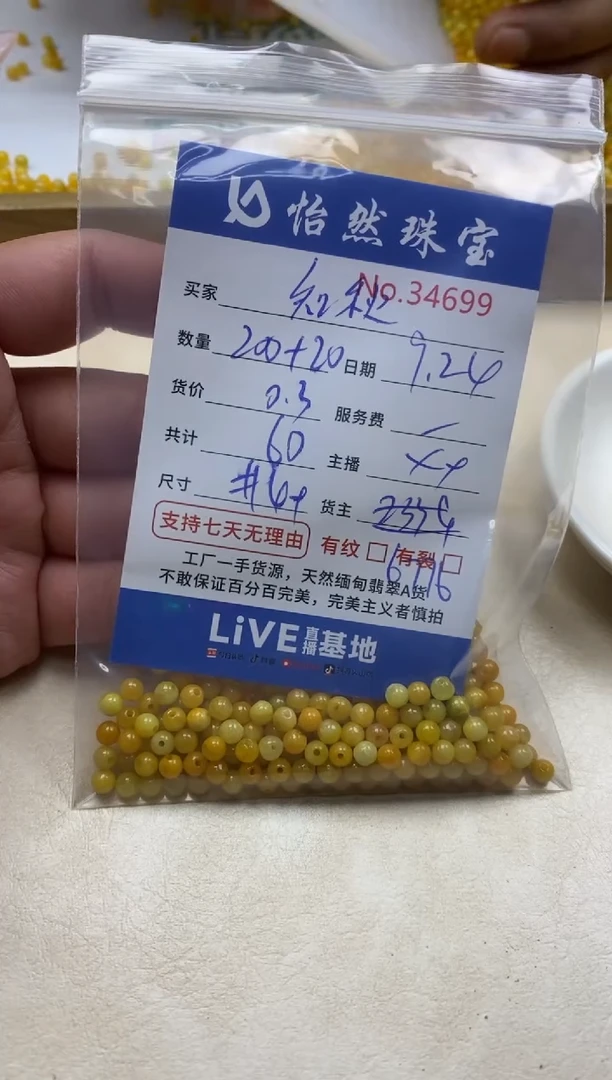 怡然珠宝
No.34699
买家
数量 200+20 日期 9.24
货价 0.3 服务费
共计 60 主播
尺寸 货主
支持七天无理由 有纹 有裂
6776
工厂一手货源，天然缅甸翡翠A货
不敢保证百分百完美，完美主义者慎拍
LiVE直播基地